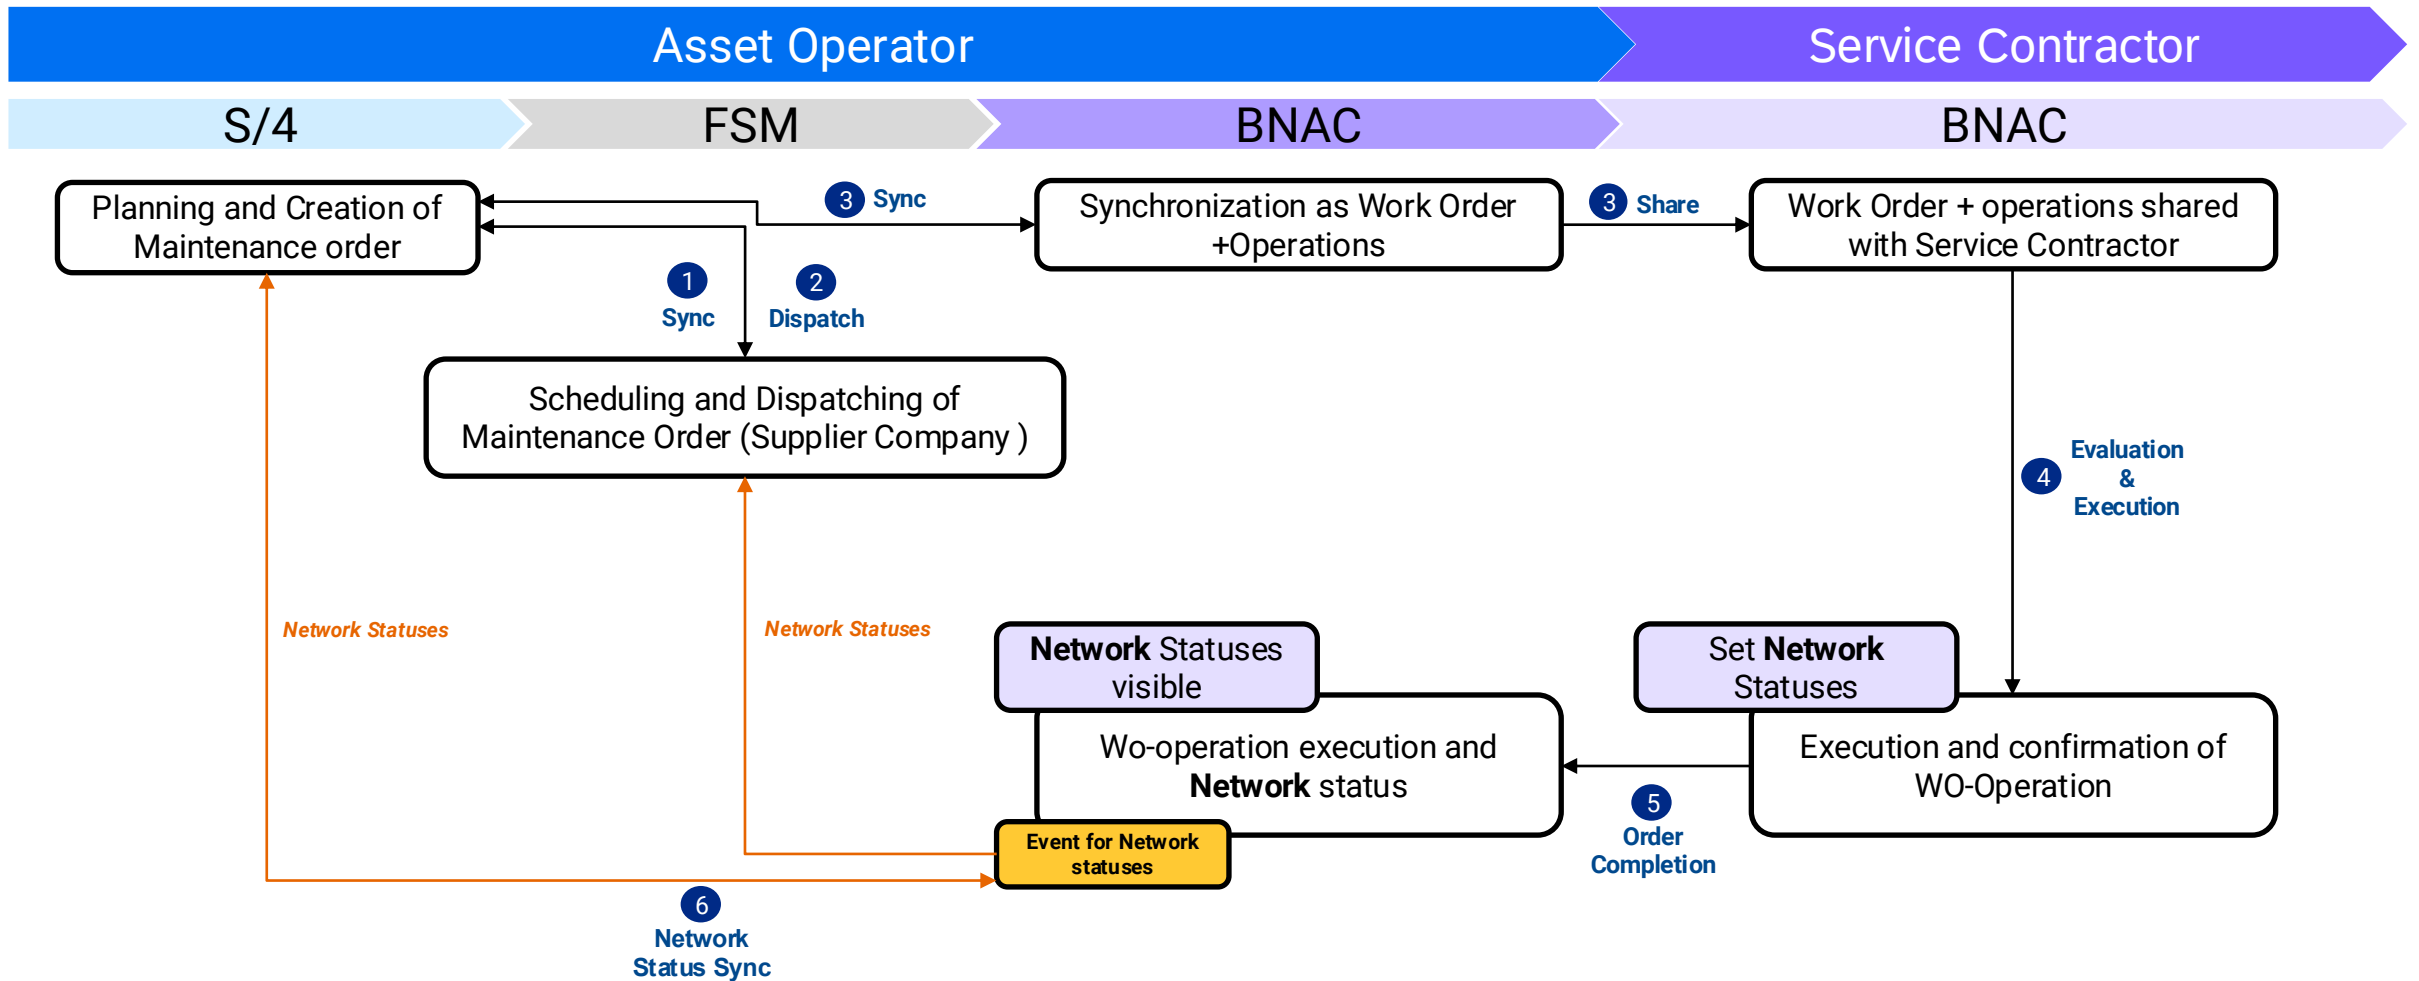 Asset Operator
Service Contractor
S/4
FSM
BNAC
BNAC
Planning and Creation of
Maintenance order
3 Sync
Synchronization as Work Order
+Operations
3 Share
Work Order + operations shared
with Service Contractor
1
Sync
2
Dispatch
Scheduling and Dispatching of
Maintenance Order (Supplier Company )
4
Evaluation
&
Execution
Network Statuses
Network Statuses
Network Statuses
visible
Set Network
Statuses
Wo-operation execution and
Network status
Execution and confirmation of
WO-Operation
5
Order
Completion
Event for Network
statuses
6
Network
Status Sync